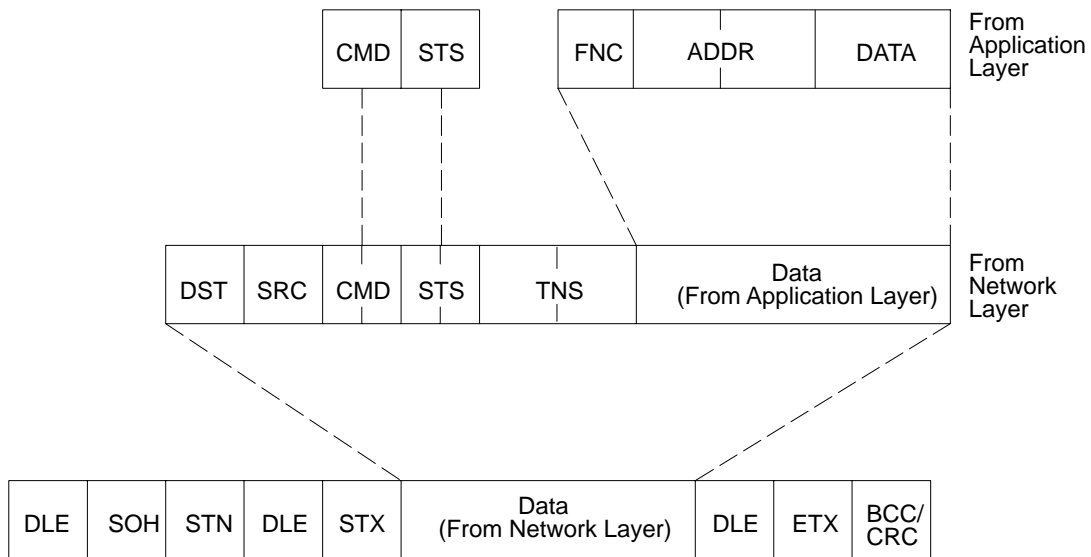 CMD STS FNC ADDR DATA
From
Application
Layer
DST SRC CMD STS TNS
Data
(From Application Layer)
From
Network
Layer
DLE SOH STN DLE STX
Data
(From Network Layer)
DLE ETX
BCC/
CRC